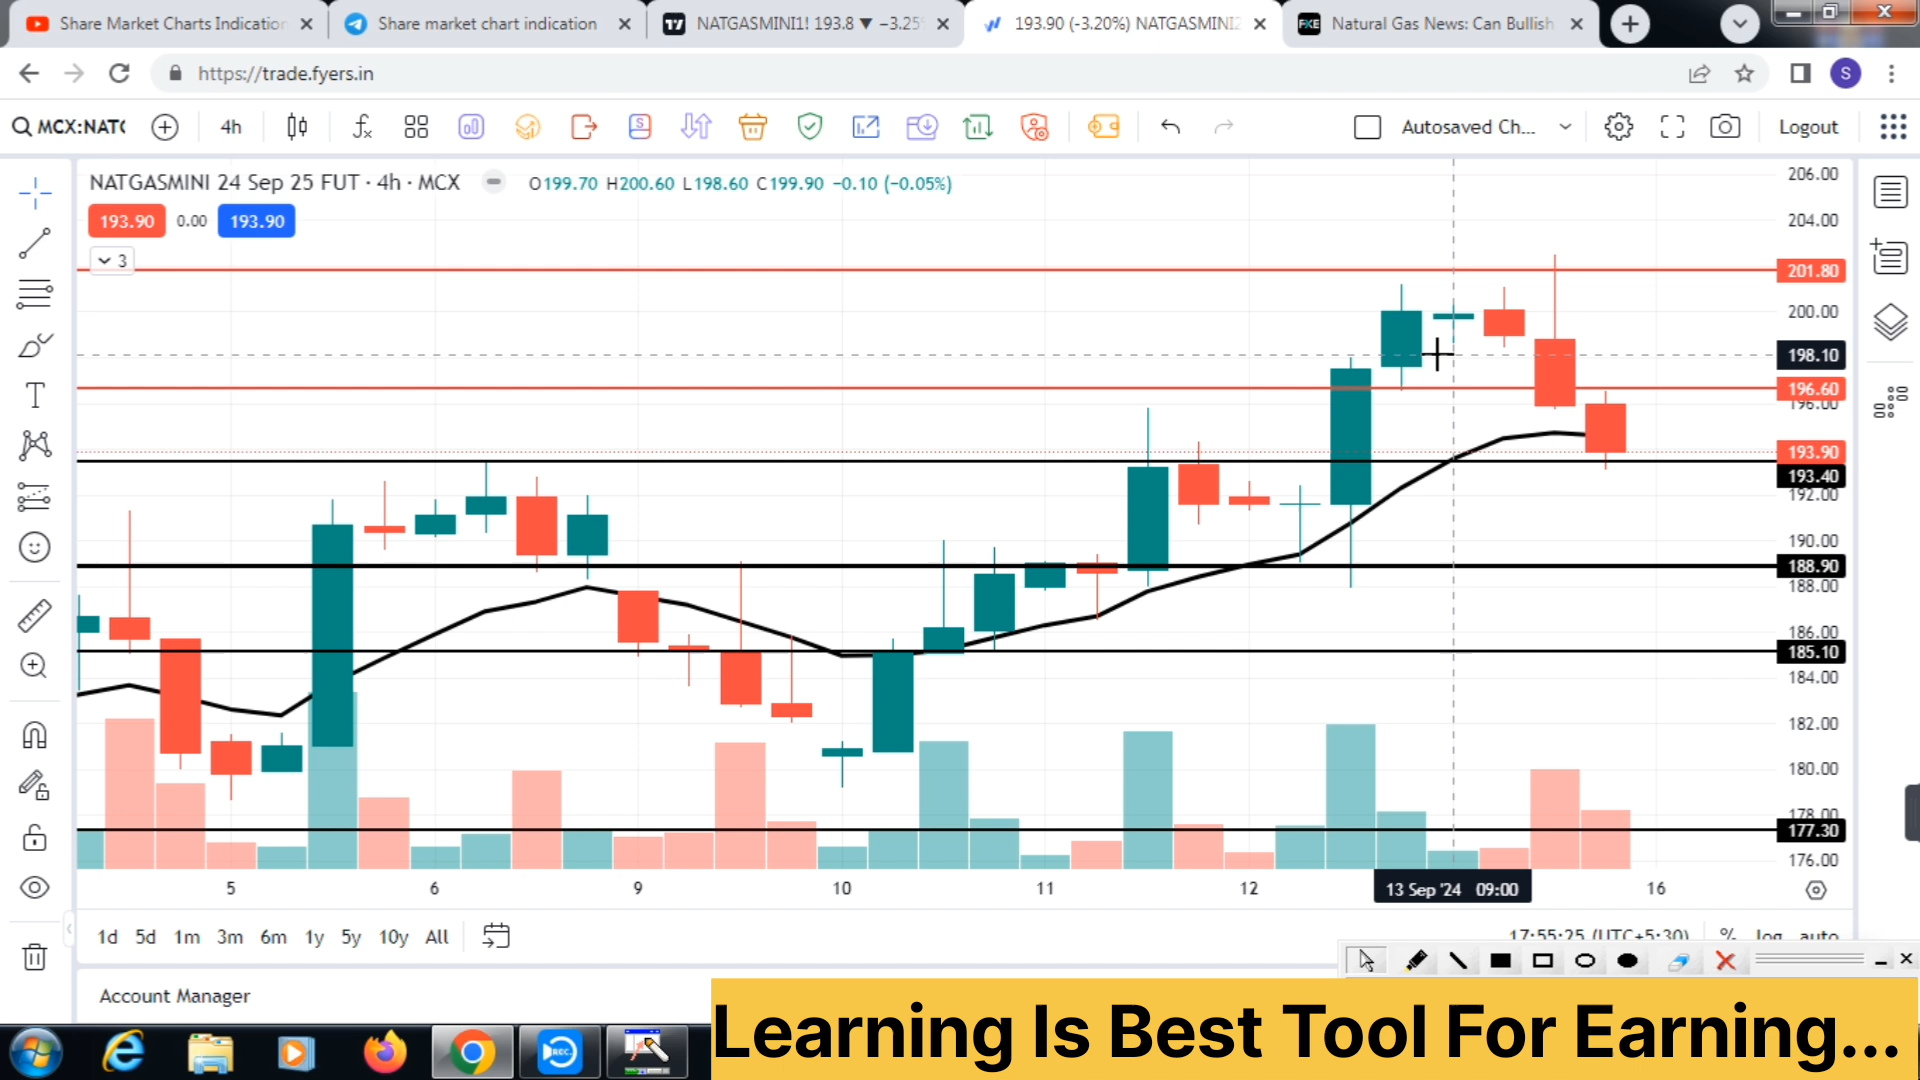 Share Market Charts Indication
Share market chart indication
NATGASMINI1! 193.8 ▼ −3.25%
193.90 (-3.20%) NATGASMINI2
Natural Gas News: Can Bullish
https://trade.fyers.in
S
MCX:NATG
4h
Autosaved Ch...
Logout
NATGASMINI 24 Sep 25 FUT · 4h · MCX
O199.70 H200.60 L198.60 C199.90 −0.10 (−0.05%)
193.90 0.00 193.90
3
206.00
204.00
201.80
200.00
198.10
196.60
196.00
193.90
193.40
192.00
190.00
188.90
188.00
186.00
185.10
184.00
182.00
180.00
178.00
177.30
176.00
5 6 9 10 11 12 13 Sep '24 09:00 16
1d 5d 1m 3m 6m 1y 5y 10y All
17:55:25 (UTC+5:30) % log auto
Account Manager
REC
Learning Is Best Tool For Earning...